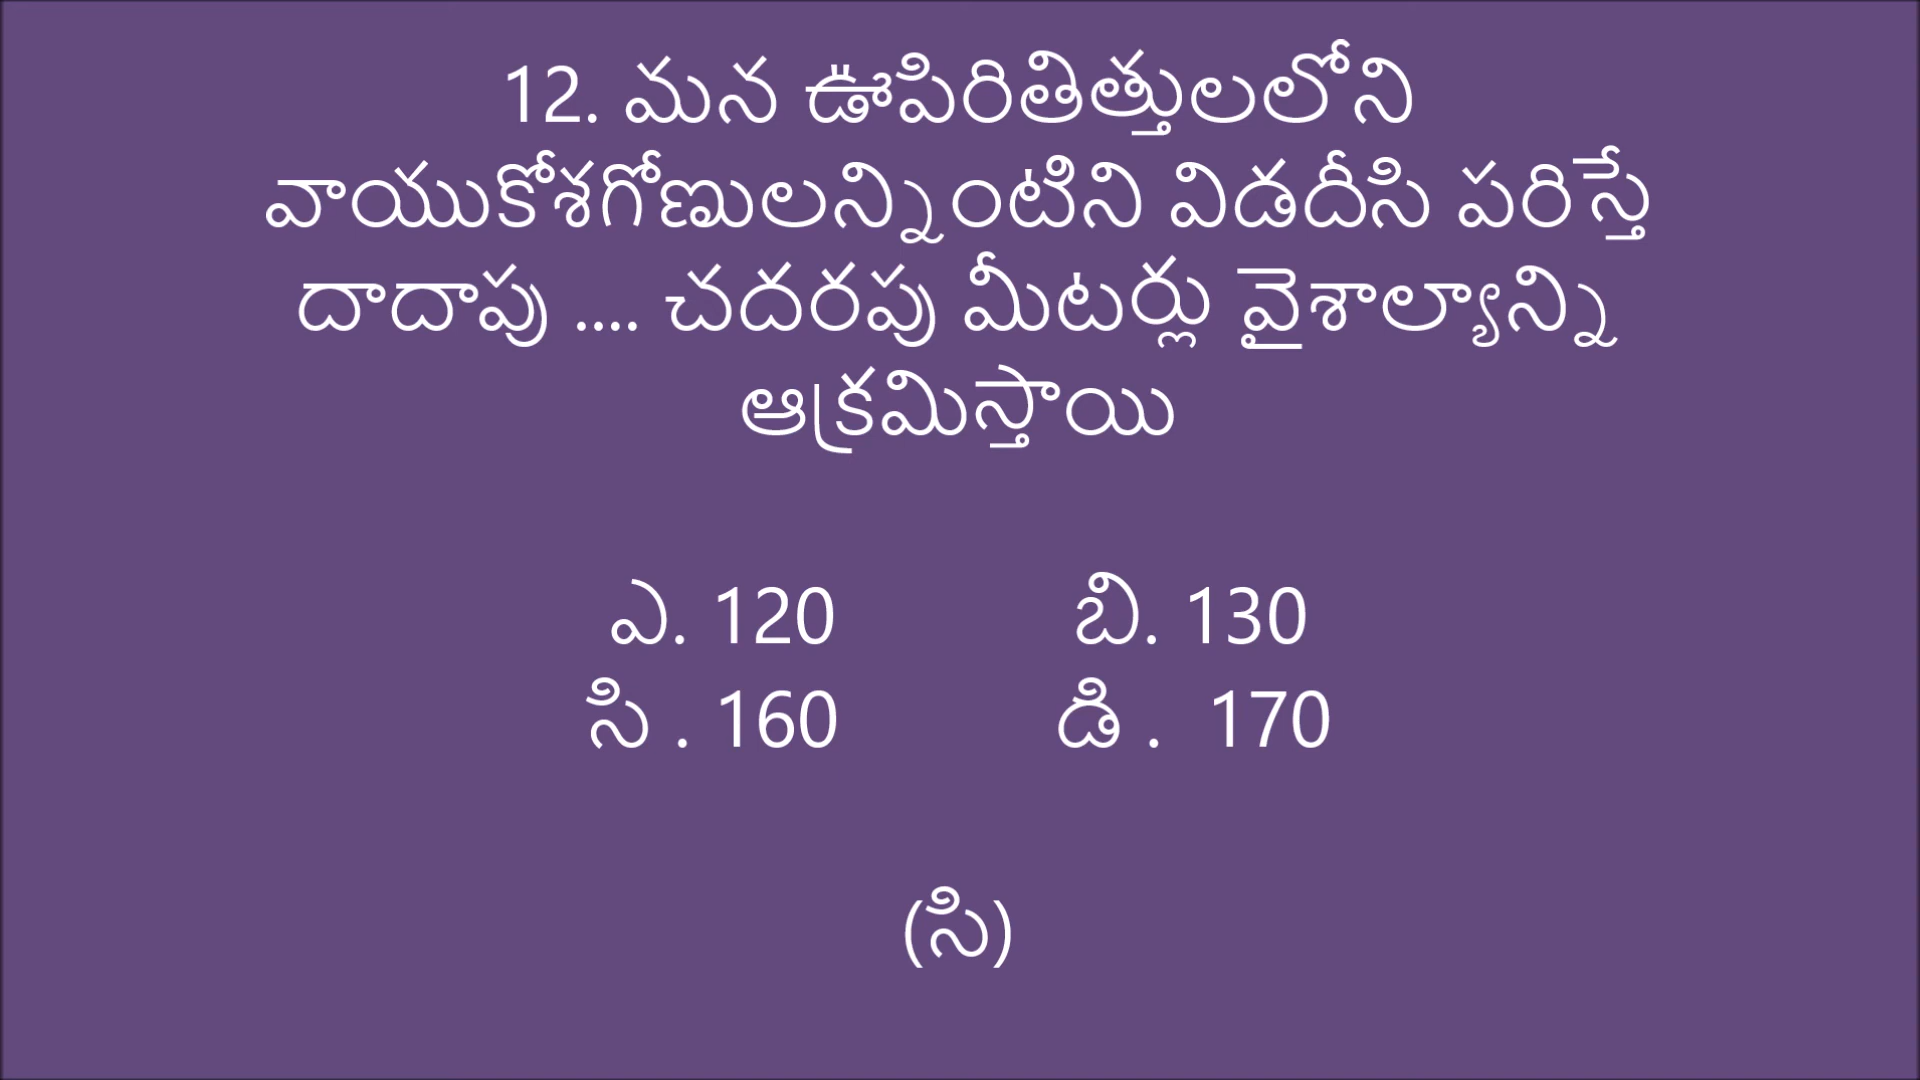 12. మన ఊపిరితిత్తులలోని
వాయుకోశగోణులన్నింటిని విడదీసి పరిస్తే
దాదాపు .... చదరపు మీటర్లు వైశాల్యాన్ని
ఆక్రమిస్తాయి
ఎ. 120 బి. 130
సి . 160 డి . 170
(సి)